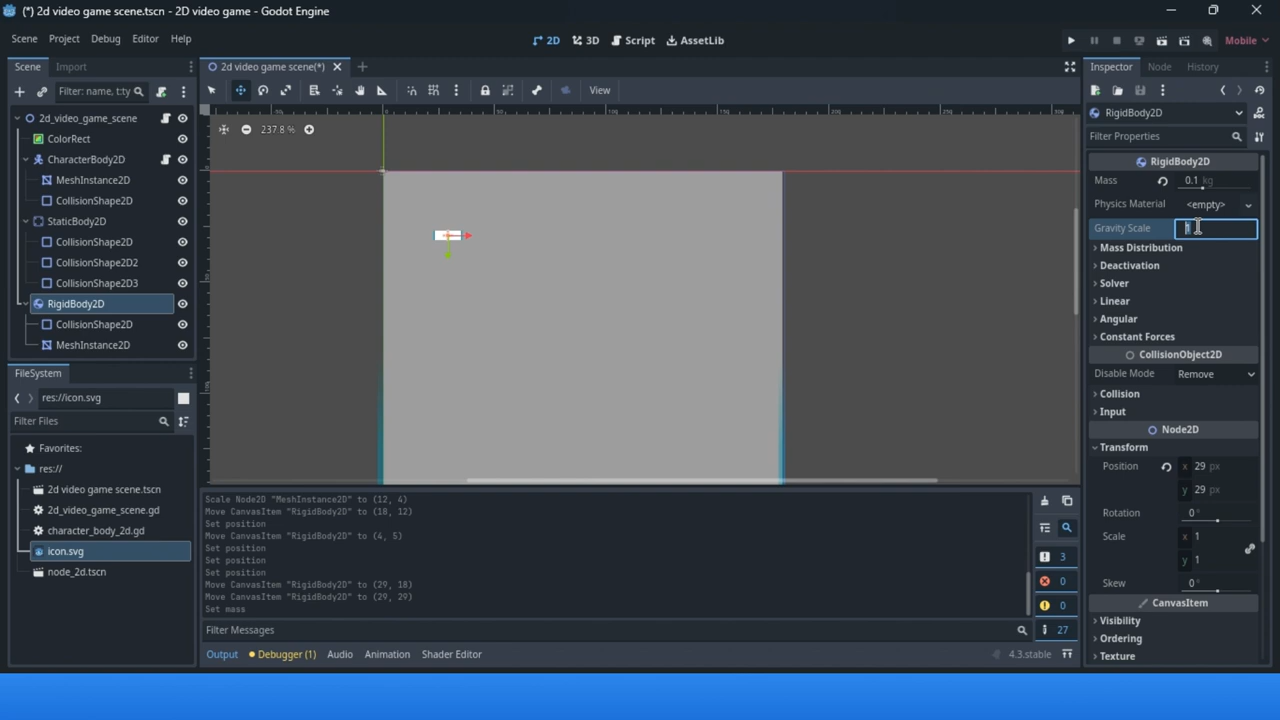 (*) 2d video game scene.tscn - 2D video game - Godot Engine
Scene Project Debug Editor Help
2D 3D Script AssetLib
Mobile
Scene Import
2d video game scene(*)
Inspector Node History
Filter: name, t:ty
View
2d_video_game_scene
ColorRect
CharacterBody2D
MeshInstance2D
CollisionShape2D
StaticBody2D
CollisionShape2D
CollisionShape2D2
CollisionShape2D3
RigidBody2D
CollisionShape2D
MeshInstance2D
237.8 %
FileSystem
res://icon.svg
Filter Files
Favorites:
res://
2d video game scene.tscn
2d_video_game_scene.gd
character_body_2d.gd
icon.svg
node_2d.tscn
Scale Node2D "MeshInstance2D" to (12, 4)
Move CanvasItem "RigidBody2D" to (18, 12)
Set position
Move CanvasItem "RigidBody2D" to (4, 5)
Set position
Set position
Set position
Move CanvasItem "RigidBody2D" to (29, 18)
Move CanvasItem "RigidBody2D" to (29, 29)
Set mass
3
0
0
27
Filter Messages
Output Debugger (1) Audio Animation Shader Editor
4.3.stable
RigidBody2D
Filter Properties
RigidBody2D
Mass 0.1 kg
Physics Material <empty>
Gravity Scale 1
Mass Distribution
Deactivation
Solver
Linear
Angular
Constant Forces
CollisionObject2D
Disable Mode Remove
Collision
Input
Node2D
Transform
Position x 29 px
y 29 px
Rotation 0 °
Scale x 1
y 1
Skew 0 °
CanvasItem
Visibility
Ordering
Texture